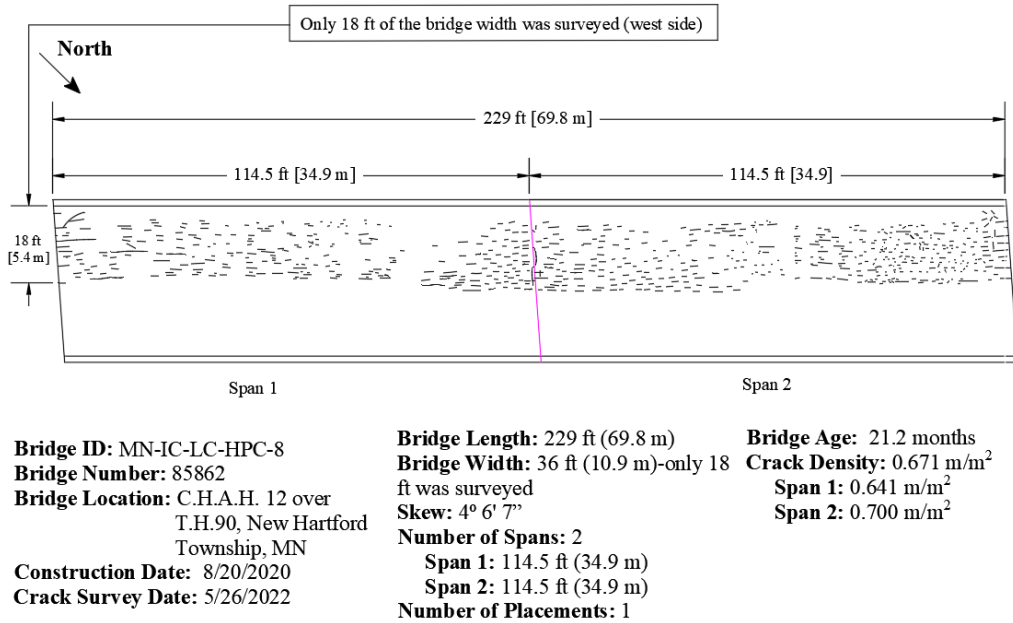 Only 18 ft of the bridge width was surveyed (west side)
North
229 ft [69.8 m]
114.5 ft [34.9 m]
114.5 ft [34.9]
18 ft
[5.4 m]
Span 1
Span 2
Bridge ID: MN-IC-LC-HPC-8
Bridge Number: 85862
Bridge Location: C.H.A.H. 12 over
T.H.90, New Hartford
Township, MN
Construction Date: 8/20/2020
Crack Survey Date: 5/26/2022
Bridge Length: 229 ft (69.8 m)
Bridge Width: 36 ft (10.9 m)-only 18
ft was surveyed
Skew: 4º 6' 7”
Number of Spans: 2
Span 1: 114.5 ft (34.9 m)
Span 2: 114.5 ft (34.9 m)
Number of Placements: 1
Bridge Age: 21.2 months
Crack Density: 0.671 m/m²
Span 1: 0.641 m/m²
Span 2: 0.700 m/m²